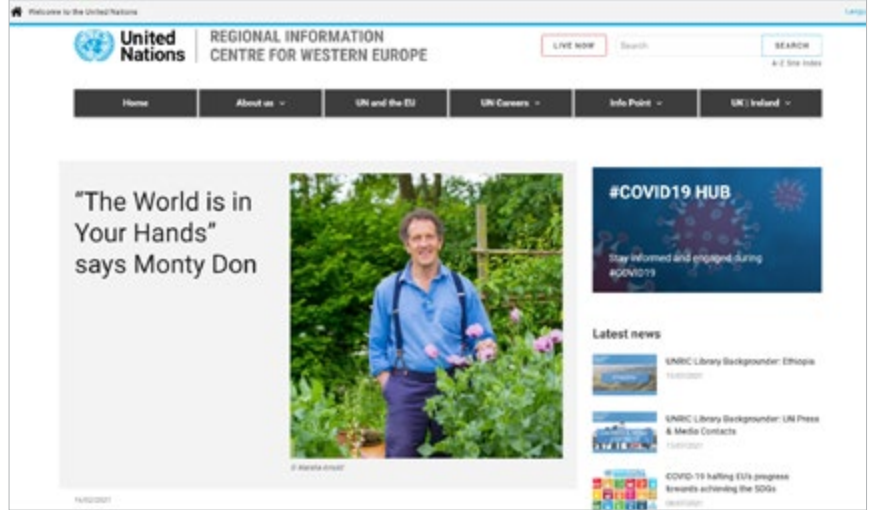 Welcome to the United Nations
United
Nations
REGIONAL INFORMATION
CENTRE FOR WESTERN EUROPE
LIVE NOW
Search
SEARCH
A-Z Site Index
Home
About us
UN and the EU
UN Careers
Info Point
UK | Ireland
“The World is in
Your Hands”
says Monty Don
#COVID19 HUB
Stay informed and engaged during
#COVID19
Latest news
UNRIC Library Backgrounder: Ethiopia
UNRIC Library Backgrounder: UN Press
& Media Contacts
COVID-19 halting EU's progress
towards achieving the SDGs